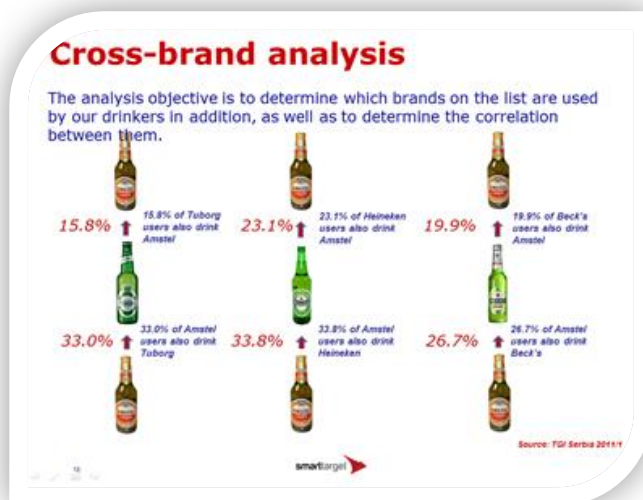 Cross-brand analysis
The analysis objective is to determine which brands on the list are used
by our drinkers in addition, as well as to determine the correlation
between them.
15.8%
15.8% of Tuborg
users also drink
Amstel
23.1%
23.1% of Heineken
users also drink
Amstel
19.9%
19.9% of Beck's
users also drink
Amstel
33.0%
33.0% of Amstel
users also drink
Tuborg
33.8%
33.8% of Amstel
users also drink
Heineken
26.7%
26.7% of Amstel
users also drink
Beck's
Source: TGI Serbia 2011/1
smarttarget